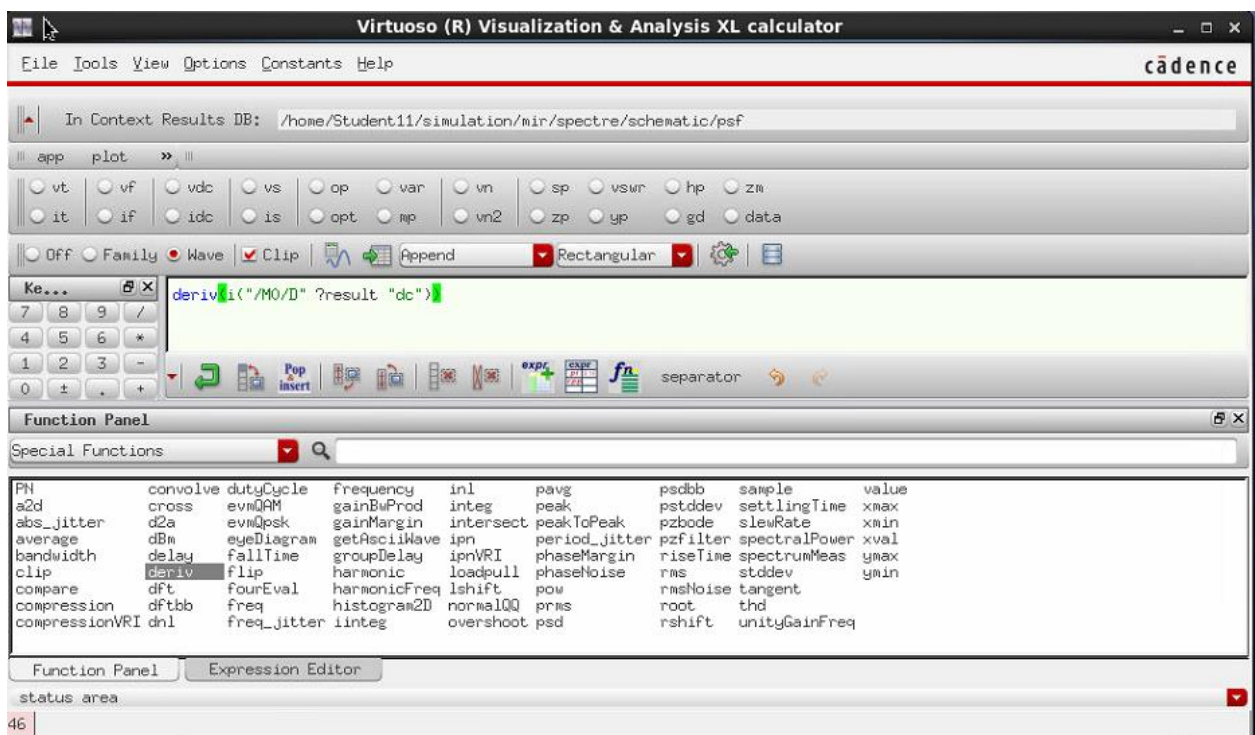 Virtuoso (R) Visualization & Analysis XL calculator
File Tools View Options Constants Help
cādence
In Context Results DB: /home/Student11/simulation/mir/spectre/schematic/psf
app plot »
vt vf vdc vs op var vn sp vswr hp zm
it if idc is opt mp vn2 zp yp gd data
Off Family Wave Clip Append Rectangular
Ke...
deriv(i("/M0/D" ?result "dc"))
7 8 9 /
4 5 6 *
1 2 3 -
0 ± . +
Pop & insert expr expr fn separator
Function Panel
Special Functions
PN convolve dutyCycle frequency inl pavg psdbb sample value
a2d cross evmQAM gainBwProd integ peak pstddev settlingTime xmax
abs_jitter d2a evmQpsk gainMargin intersect peakToPeak pzbode slewRate xmin
average dBm eyeDiagram getAsciiWave ipn period_jitter pzfilter spectralPower xval
bandwidth delay fallTime groupDelay ipnVRI phaseMargin riseTime spectrumMeas ymax
clip deriv flip harmonic loadpull phaseNoise rms stddev ymin
compare dft fourEval harmonicFreq lshift pow rmsNoise tangent
compression dftbb freq histogram2D normalQQ prms root thd
compressionVRI dnl freq_jitter iinteg overshoot psd rshift unityGainFreq
Function Panel Expression Editor
status area
46